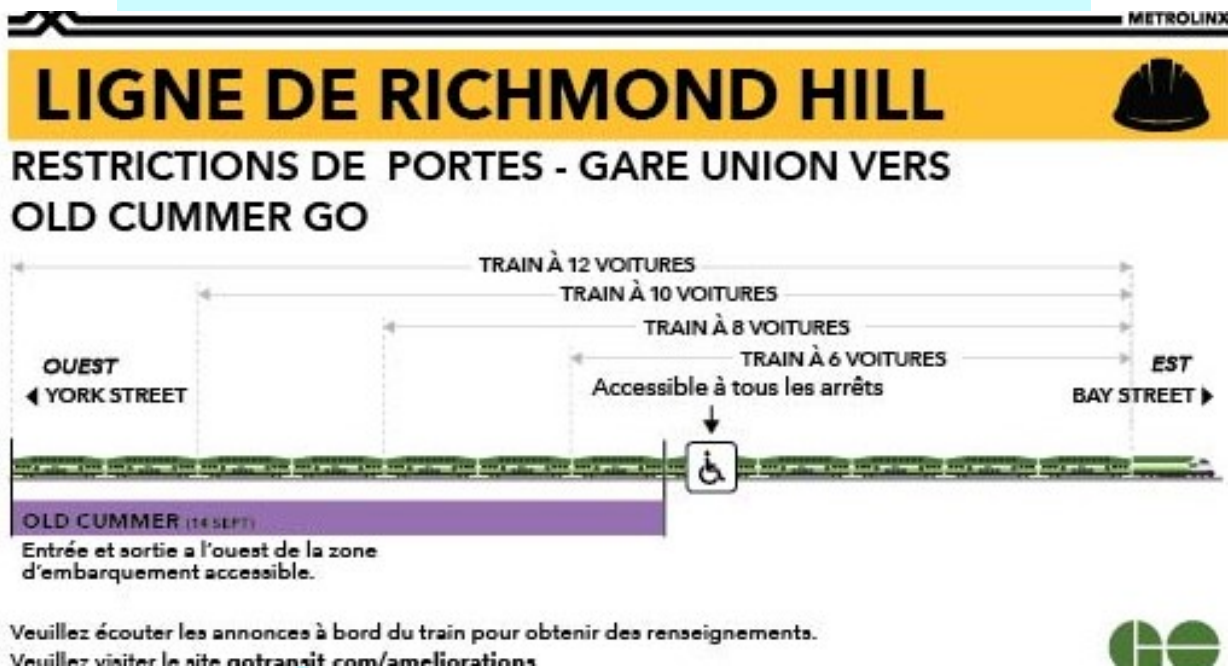 METROLINX
LIGNE DE RICHMOND HILL
RESTRICTIONS DE PORTES - GARE UNION VERS
OLD CUMMER GO
TRAIN À 12 VOITURES
TRAIN À 10 VOITURES
TRAIN À 8 VOITURES
TRAIN À 6 VOITURES
OUEST
YORK STREET
Accessible à tous les arrêts
EST
BAY STREET
OLD CUMMER (14 SEPT)
Entrée et sortie a l'ouest de la zone
d'embarquement accessible.
Veuillez écouter les annonces à bord du train pour obtenir des renseignements.
Veuillez visiter le site gotransit.com/ameliorations
GO